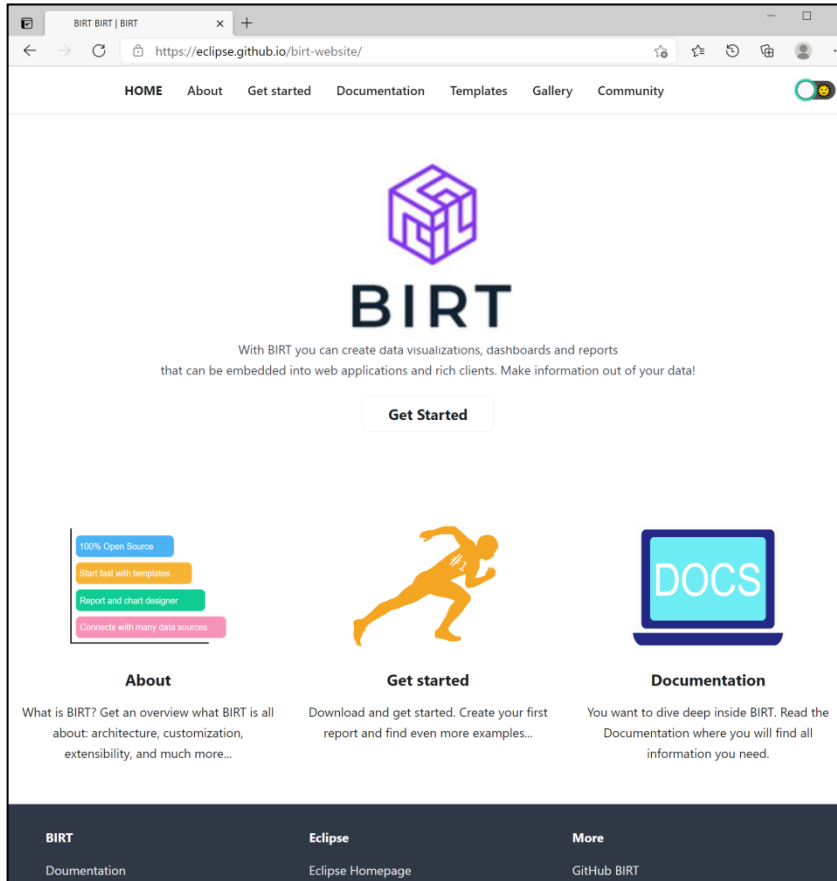 BIRT BIRT | BIRT
https://eclipse.github.io/birt-website/
HOME About Get started Documentation Templates Gallery Community
BIRT
With BIRT you can create data visualizations, dashboards and reports
that can be embedded into web applications and rich clients. Make information out of your data!
Get Started
100% Open Source
Start fast with templates
Report and chart designer
Connects with many data sources
#1
DOCS
About
What is BIRT? Get an overview what BIRT is all
about: architecture, customization,
extensibility, and much more...
Get started
Download and get started. Create your first
report and find even more examples...
Documentation
You want to dive deep inside BIRT. Read the
Documentation where you will find all
information you need.
BIRT
Doumentation
Eclipse
Eclipse Homepage
More
GitHub BIRT